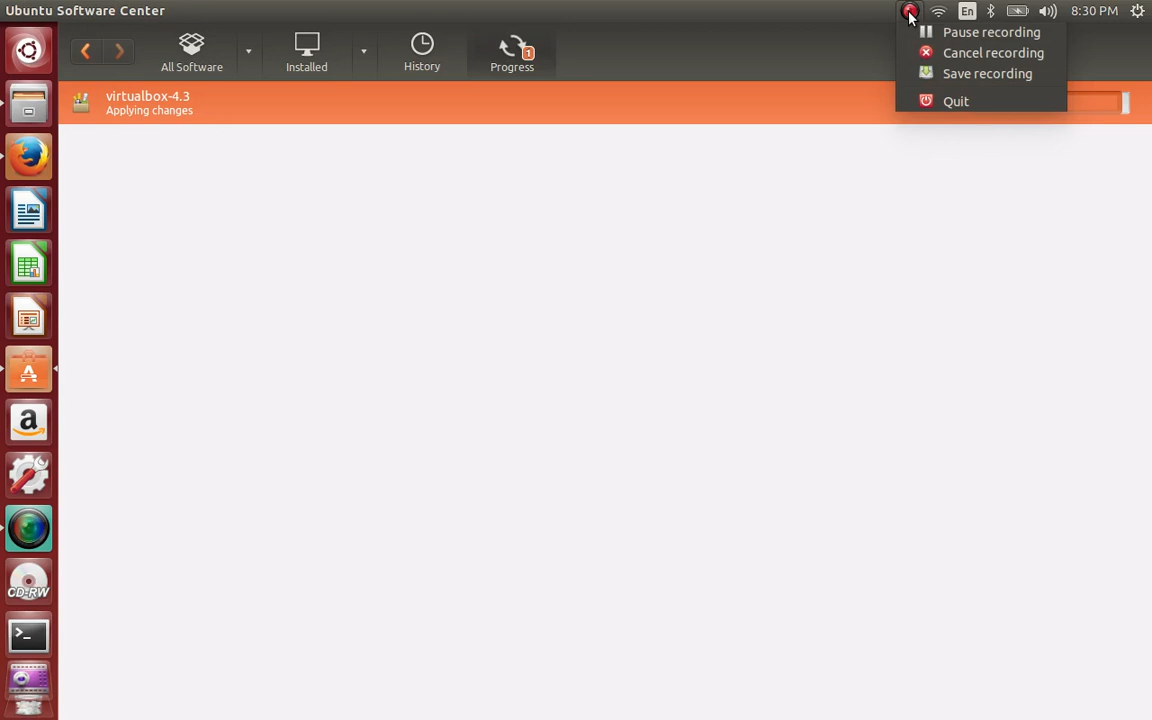 Ubuntu Software Center
En
8:30 PM
All Software
Installed
History
1
Progress
Pause recording
Cancel recording
Save recording
Quit
virtualbox-4.3
Applying changes
a
CD-RW
>_